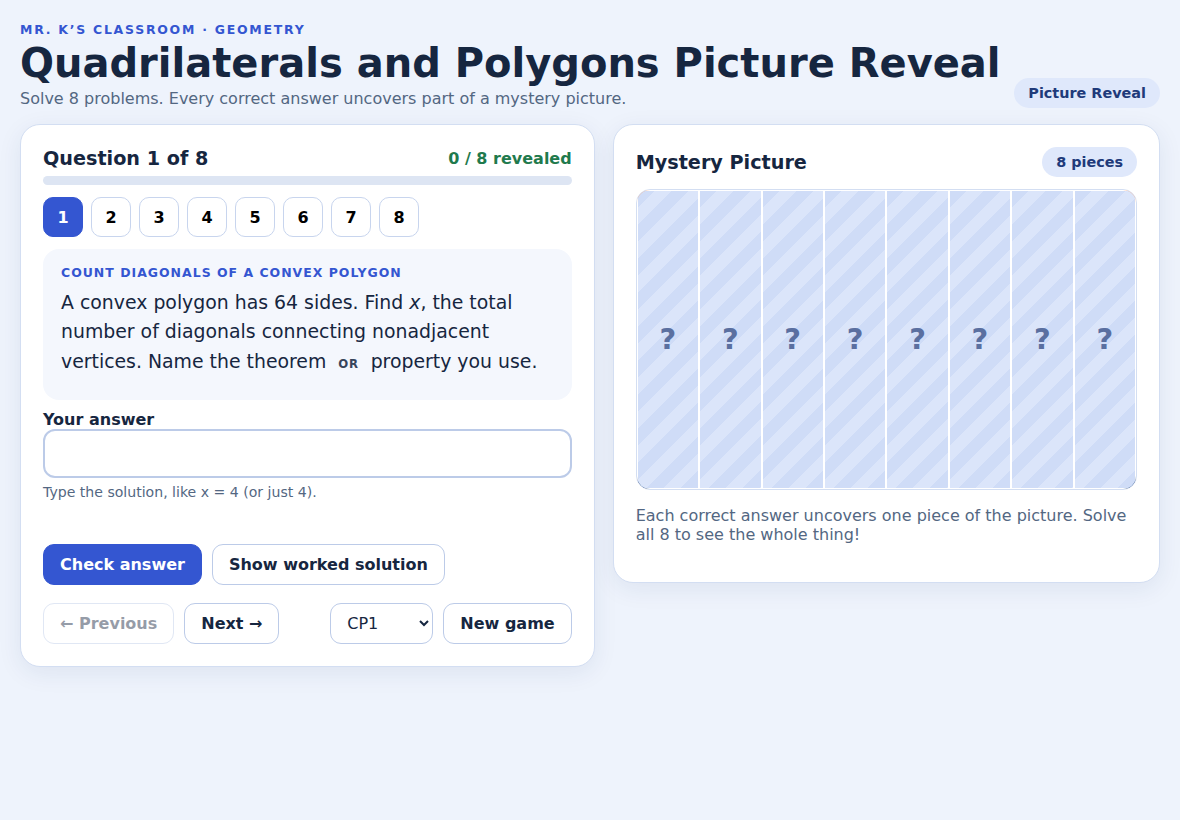 MR. K’S CLASSROOM · GEOMETRY
Quadrilaterals and Polygons Picture Reveal
Solve 8 problems. Every correct answer uncovers part of a mystery picture.
Picture Reveal
Question 1 of 8
0 / 8 revealed
1 2 3 4 5 6 7 8
COUNT DIAGONALS OF A CONVEX POLYGON
A convex polygon has 64 sides. Find x, the total
number of diagonals connecting nonadjacent
vertices. Name the theorem OR property you use.
Your answer
Type the solution, like x = 4 (or just 4).
Check answer
Show worked solution
← Previous
Next →
CP1
New game
Mystery Picture
8 pieces
? ? ? ? ? ? ? ?
Each correct answer uncovers one piece of the picture. Solve
all 8 to see the whole thing!